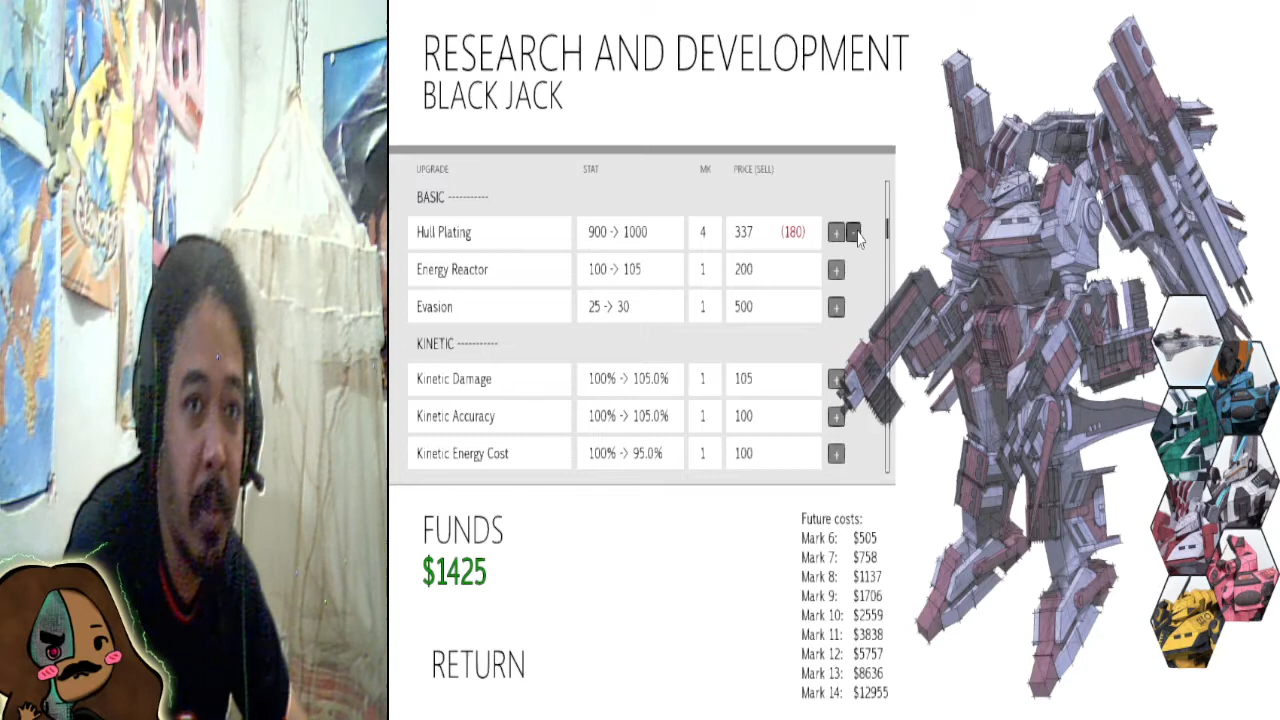 RESEARCH AND DEVELOPMENT
BLACK JACK
UPGRADE STAT MK PRICE (SELL)
BASIC -----------
Hull Plating 900 -> 1000 4 337 (180) +
Energy Reactor 100 -> 105 1 200 +
Evasion 25 -> 30 1 500 +
KINETIC -----------
Kinetic Damage 100% -> 105.0% 1 105 +
Kinetic Accuracy 100% -> 105.0% 1 100 +
Kinetic Energy Cost 100% -> 95.0% 1 100 +
FUNDS
$1425
RETURN
Future costs:
Mark 6: $505
Mark 7: $758
Mark 8: $1137
Mark 9: $1706
Mark 10: $2559
Mark 11: $3838
Mark 12: $5757
Mark 13: $8636
Mark 14: $12955